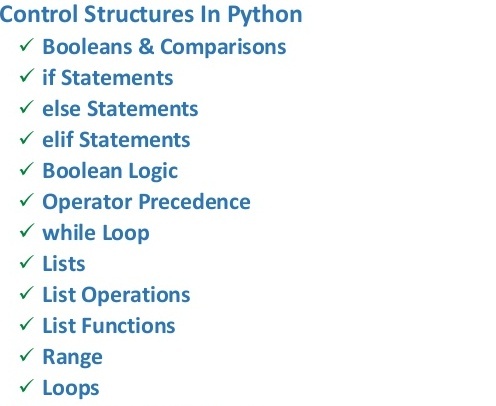 Control Structures In Python
✓ Booleans & Comparisons
✓ if Statements
✓ else Statements
✓ elif Statements
✓ Boolean Logic
✓ Operator Precedence
✓ while Loop
✓ Lists
✓ List Operations
✓ List Functions
✓ Range
✓ Loops